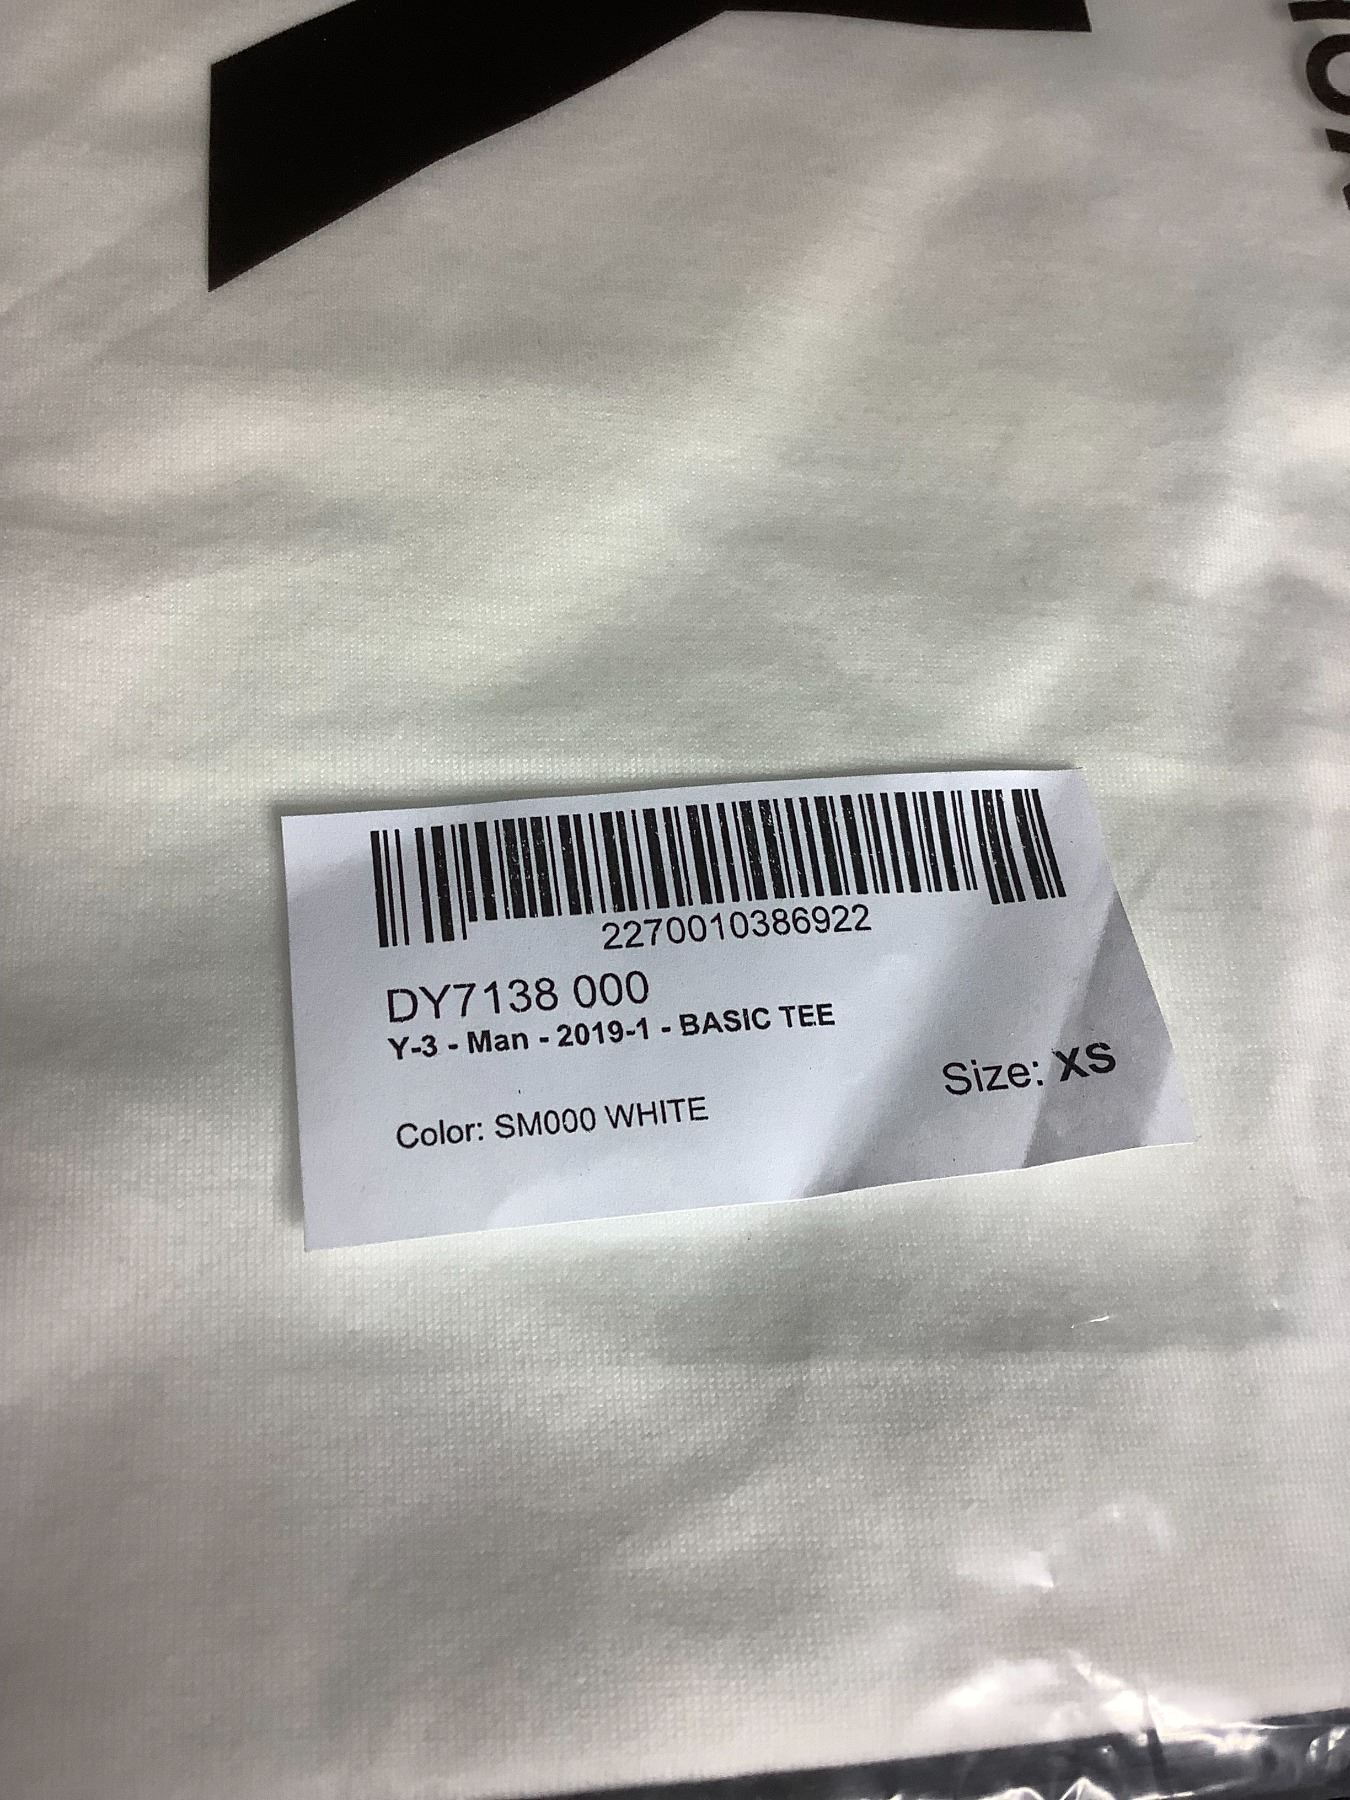 2270010386922
DY7138 000
Y-3 - Man - 2019-1 - BASIC TEE
Size: XS
Color: SM000 WHITE